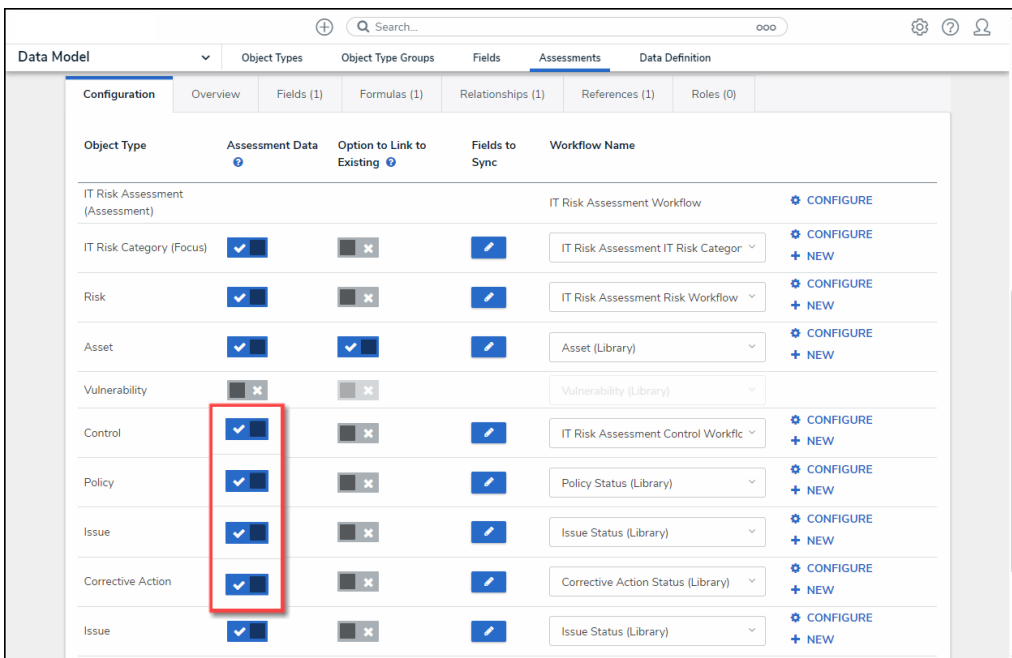 Search...
ooo
Data Model
Object Types
Object Type Groups
Fields
Assessments
Data Definition
Configuration
Overview
Fields (1)
Formulas (1)
Relationships (1)
References (1)
Roles (0)
Object Type
Assessment Data
Option to Link to
Existing
Fields to
Sync
Workflow Name
IT Risk Assessment
(Assessment)
IT Risk Assessment Workflow
CONFIGURE
IT Risk Category (Focus)
IT Risk Assessment IT Risk Categor
CONFIGURE
+ NEW
Risk
IT Risk Assessment Risk Workflow
CONFIGURE
+ NEW
Asset
Asset (Library)
CONFIGURE
+ NEW
Vulnerability
Vulnerability (Library)
Control
IT Risk Assessment Control Workflc
CONFIGURE
+ NEW
Policy
Policy Status (Library)
CONFIGURE
+ NEW
Issue
Issue Status (Library)
CONFIGURE
+ NEW
Corrective Action
Corrective Action Status (Library)
CONFIGURE
+ NEW
Issue
Issue Status (Library)
CONFIGURE
+ NEW